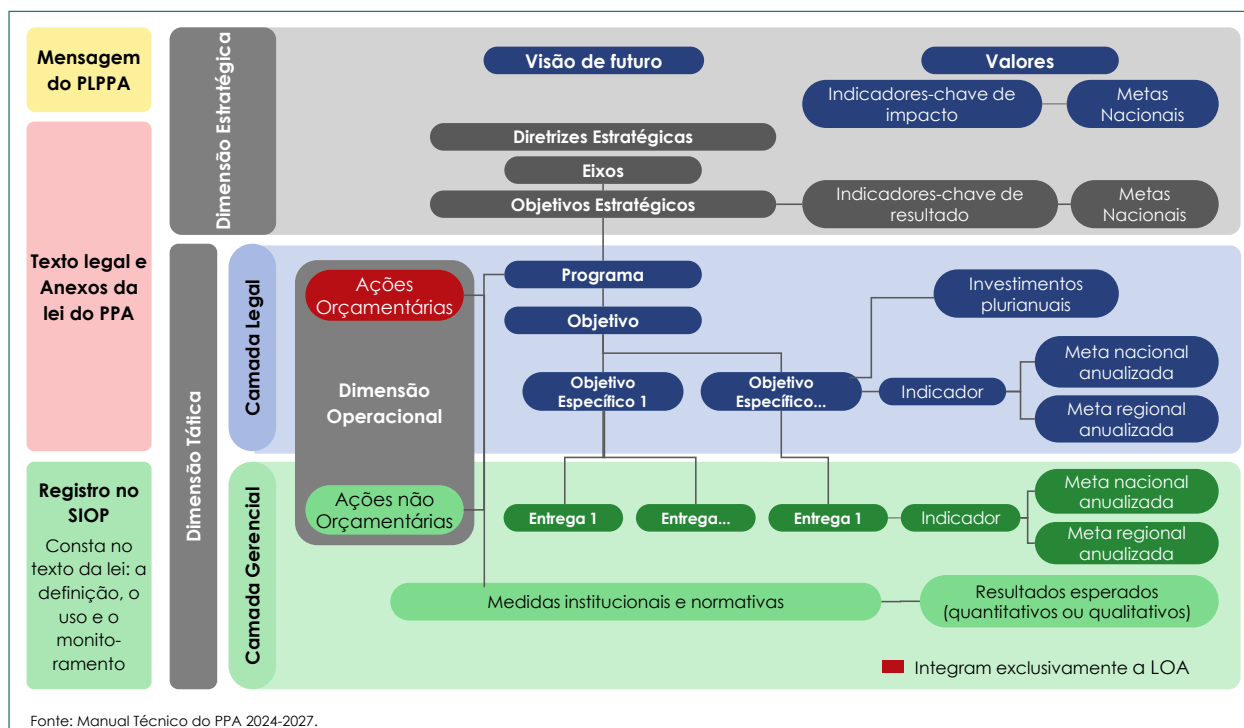 Mensagem
do PLPPA
Texto legal e
Anexos da
lei do PPA
Registro no
SIOP
Consta no
texto da lei: a
definição, o
uso e o
monito-
ramento
Dimensão Estratégica
Visão de futuro
Valores
Indicadores-chave de
impacto
Metas
Nacionais
Diretrizes Estratégicas
Eixos
Objetivos Estratégicos
Indicadores-chave de
resultado
Metas
Nacionais
Dimensão Tática
Camada Legal
Ações
Orçamentárias
Dimensão
Operacional
Ações não
Orçamentárias
Programa
Objetivo
Objetivo
Específico 1
Objetivo
Específico...
Investimentos
plurianuais
Indicador
Meta nacional
anualizada
Meta regional
anualizada
Camada Gerencial
Entrega 1
Entrega...
Entrega 1
Indicador
Meta nacional
anualizada
Meta regional
anualizada
Medidas institucionais e normativas
Resultados esperados
(quantitativos ou qualitativos)
Integram exclusivamente a LOA
Fonte: Manual Técnico do PPA 2024-2027.